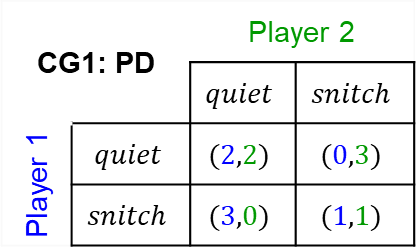 Player 2
CG1: PD
quiet snitch
Player 1
quiet (2,2) (0,3)
snitch (3,0) (1,1)